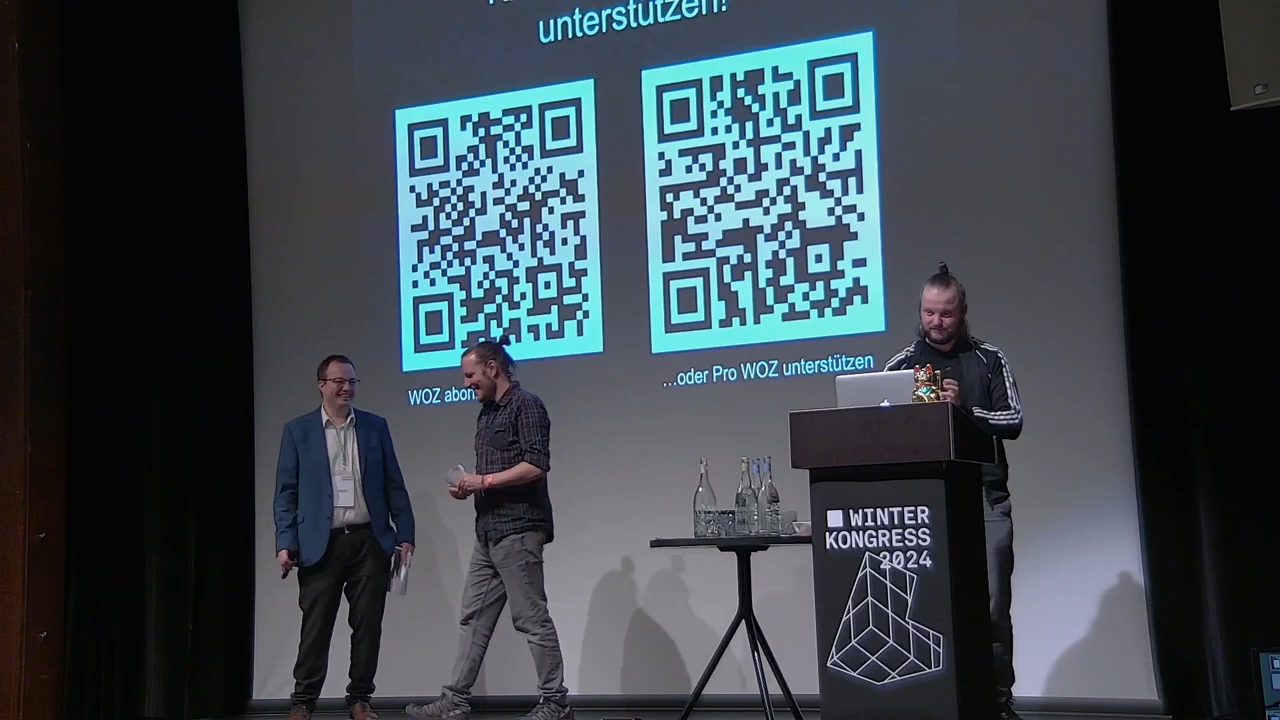 unterstützen!
WOZ abon
...oder Pro WOZ unterstützen
WINTER
KONGRESS
2024